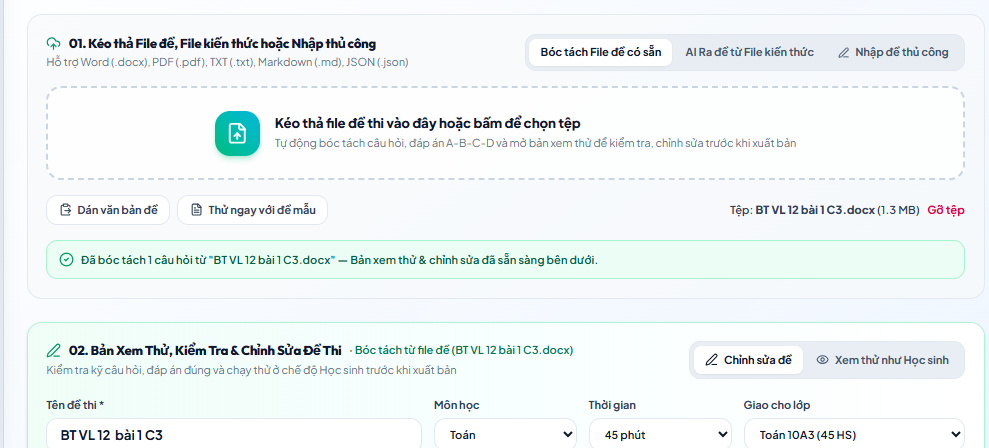 01. Kéo thả File đề, File kiến thức hoặc Nhập thủ công
Hỗ trợ Word (.docx), PDF (.pdf), TXT (.txt), Markdown (.md), JSON (.json)
Bóc tách File đề có sẵn
AI Ra đề từ File kiến thức
Nhập đề thủ công
Kéo thả file đề thi vào đây hoặc bấm để chọn tệp
Tự động bóc tách câu hỏi, đáp án A-B-C-D và mở bản xem thử để kiểm tra, chỉnh sửa trước khi xuất bản
Dán văn bản đề
Thử ngay với đề mẫu
Tệp: BT VL 12 bài 1 C3.docx (1.3 MB) Gỡ tệp
Đã bóc tách 1 câu hỏi từ "BT VL 12 bài 1 C3.docx" — Bản xem thử & chỉnh sửa đã sẵn sàng bên dưới.
02. Bản Xem Thử, Kiểm Tra & Chỉnh Sửa Đề Thi · Bóc tách từ file đề (BT VL 12 bài 1 C3.docx)
Kiểm tra kỹ câu hỏi, đáp án đúng và chạy thử ở chế độ Học sinh trước khi xuất bản
Chỉnh sửa đề
Xem thử như Học sinh
Tên đề thi *
Môn học
Thời gian
Giao cho lớp
BT VL 12 bài 1 C3
Toán
45 phút
Toán 10A3 (45 HS)